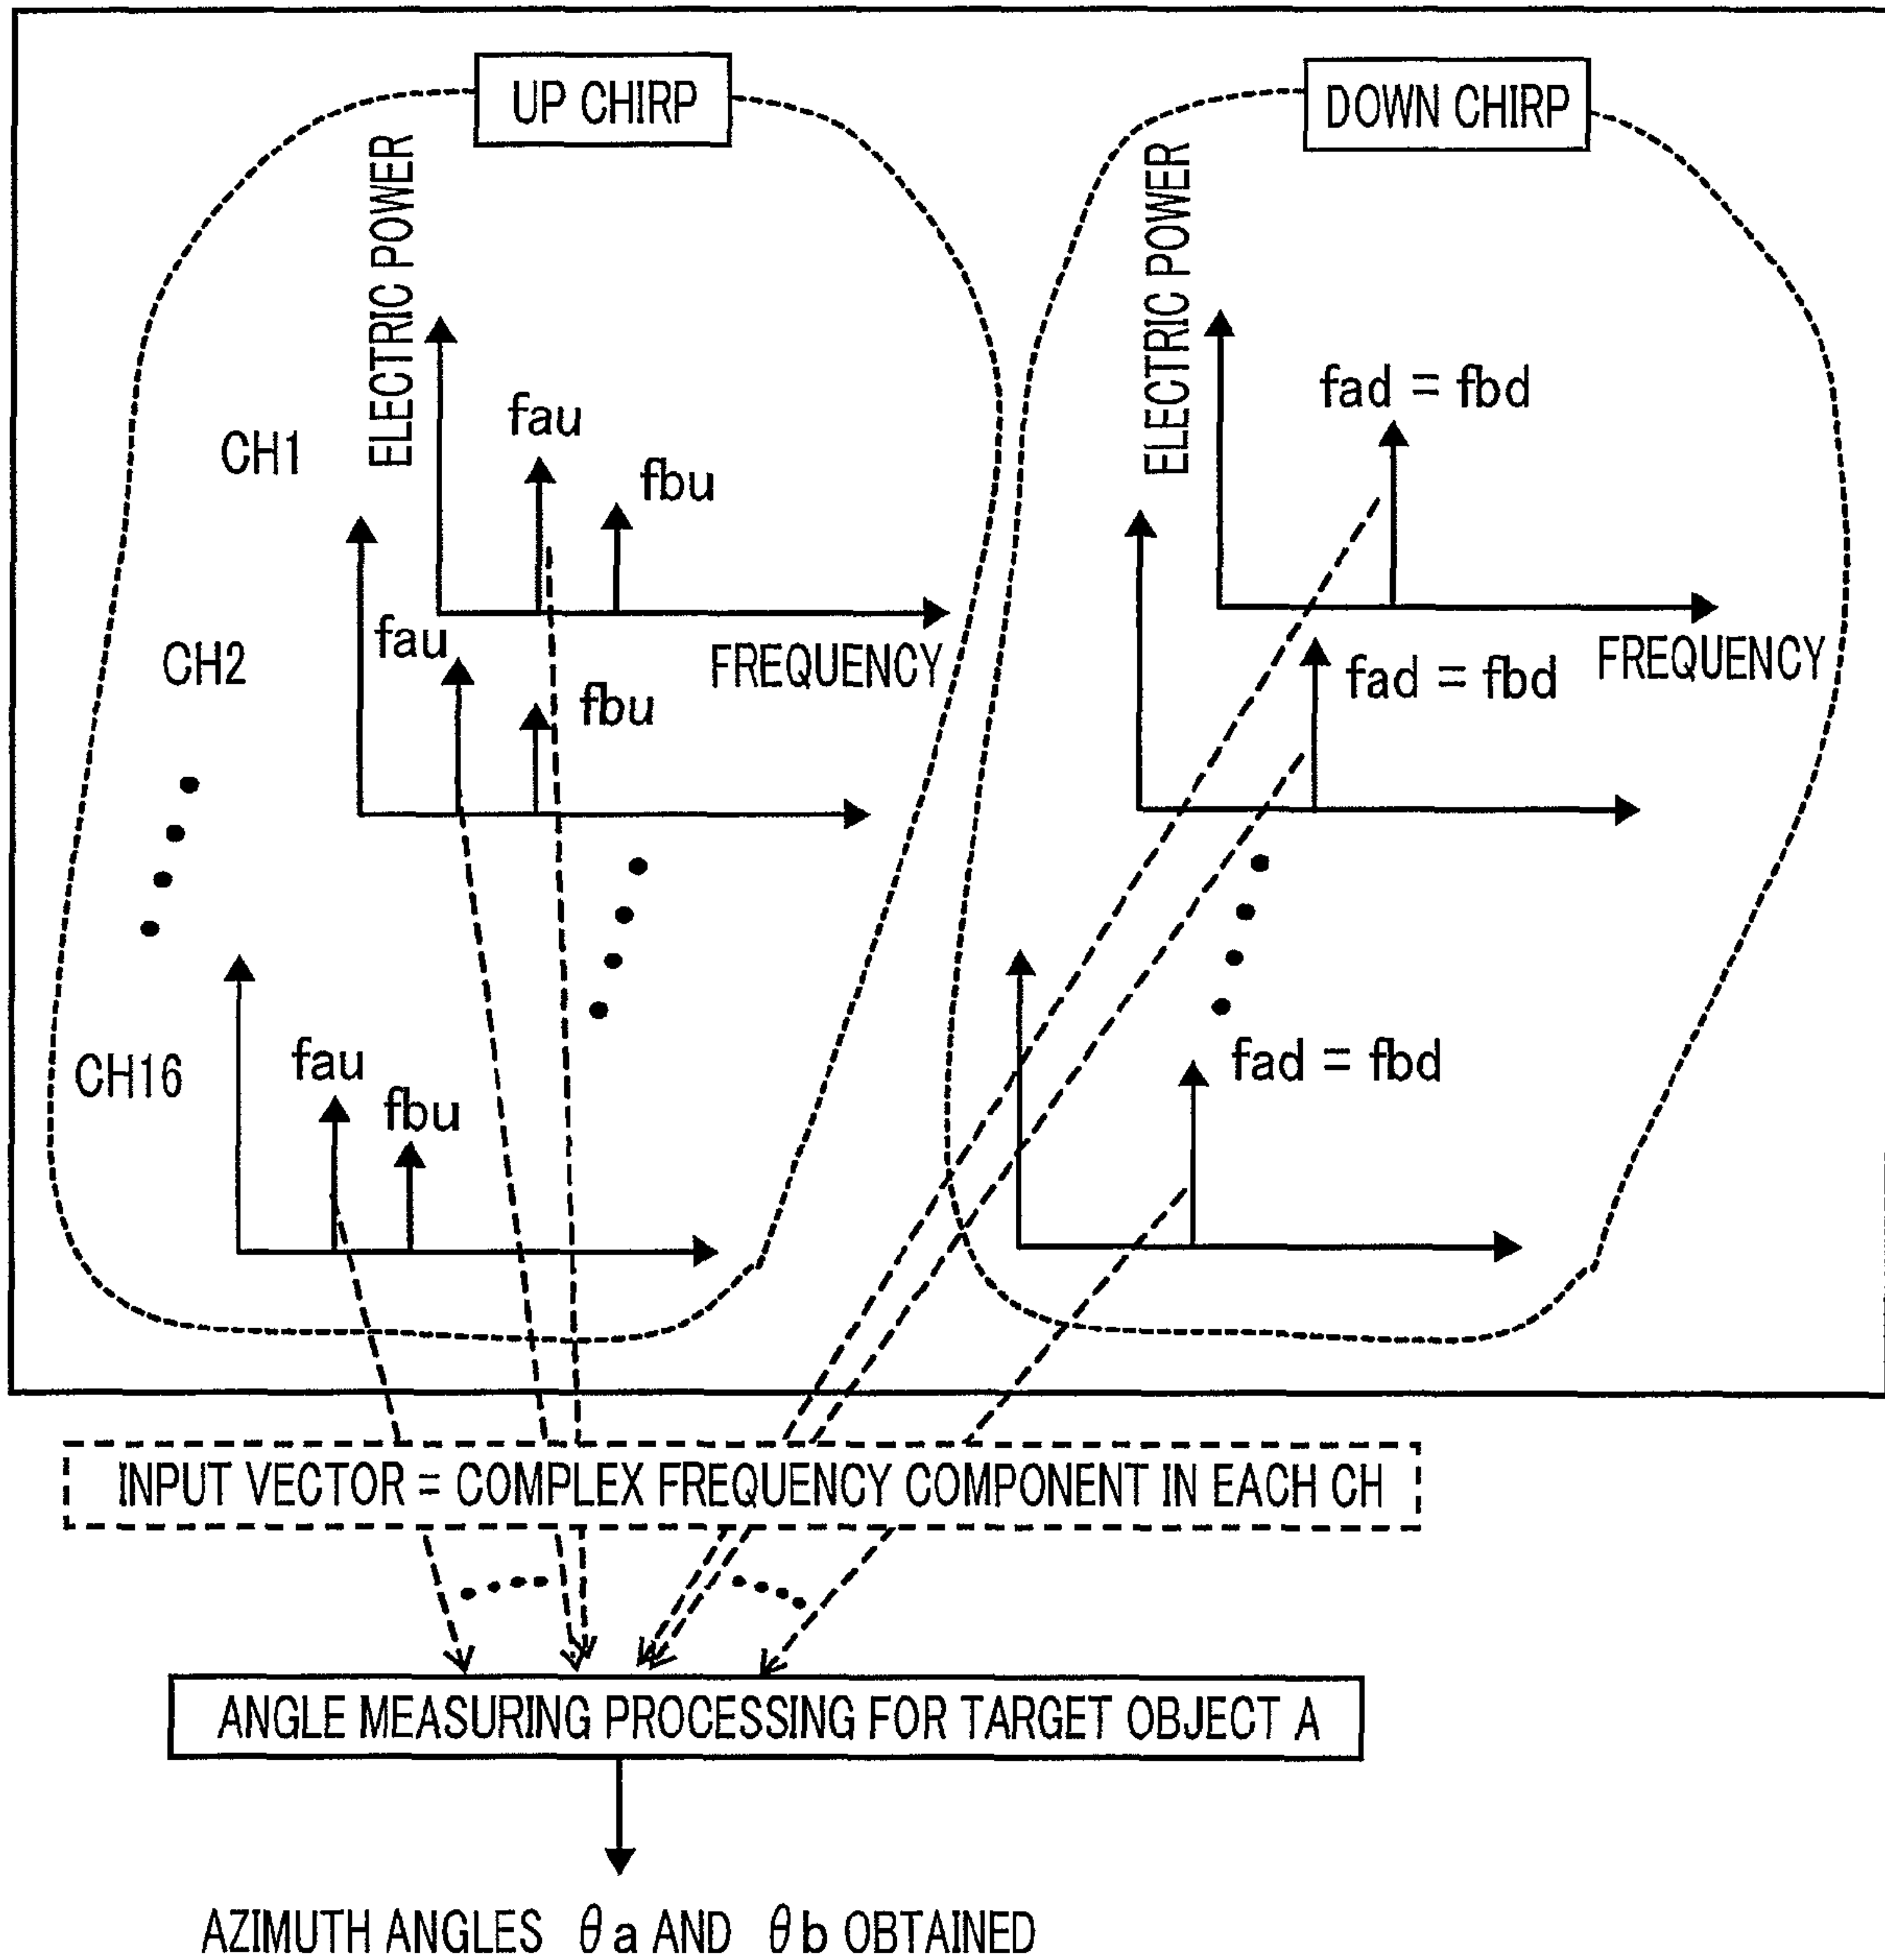 UP CHIRP
DOWN CHIRP
ELECTRIC POWER
CH1
fau
fbu
FREQUENCY
CH2
fau
fbu
CH16
fau
fbu
ELECTRIC POWER
fad = fbd
FREQUENCY
fad = fbd
fad = fbd
INPUT VECTOR = COMPLEX FREQUENCY COMPONENT IN EACH CH
ANGLE MEASURING PROCESSING FOR TARGET OBJECT A
AZIMUTH ANGLES θa AND θb OBTAINED